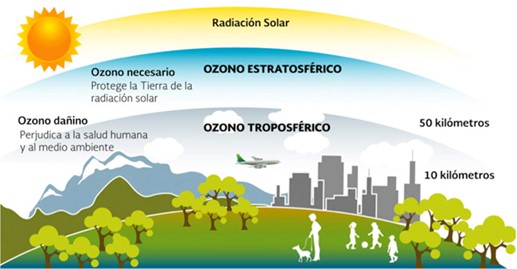 Radiación Solar
Ozono necesario
Protege la Tierra de la
radiación solar
OZONO ESTRATOSFÉRICO
Ozono dañino
Perjudica a la salud humana
y al medio ambiente
OZONO TROPOSFÉRICO
50 kilómetros
10 kilómetros